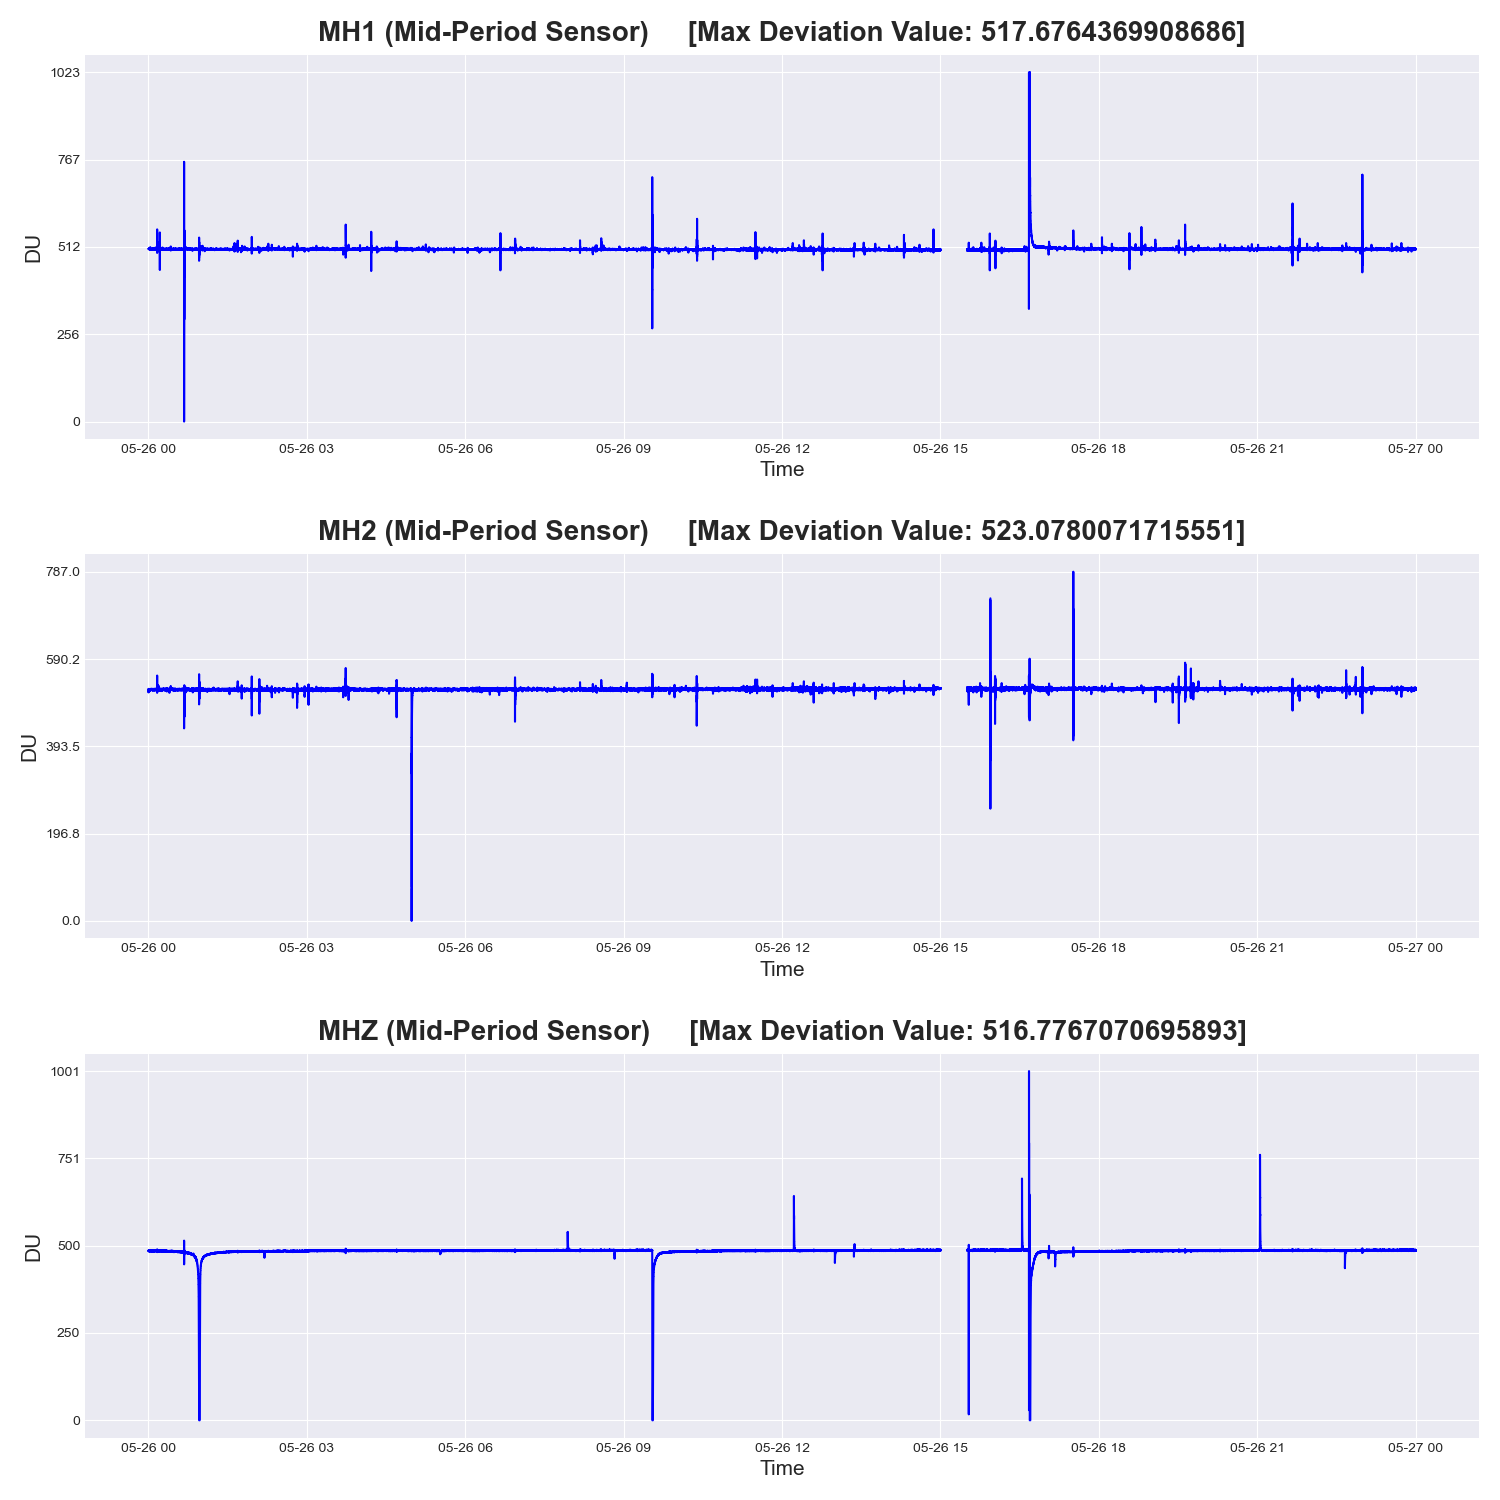 MH1 (Mid-Period Sensor) [Max Deviation Value: 517.6764369908686]
1023
767
512
256
0
DU
05-26 00 05-26 03 05-26 06 05-26 09 05-26 12 05-26 15 05-26 18 05-26 21 05-27 00
Time
MH2 (Mid-Period Sensor) [Max Deviation Value: 523.0780071715551]
787.0
590.2
393.5
196.8
0.0
DU
05-26 00 05-26 03 05-26 06 05-26 09 05-26 12 05-26 15 05-26 18 05-26 21 05-27 00
Time
MHZ (Mid-Period Sensor) [Max Deviation Value: 516.7767070695893]
1001
751
500
250
0
DU
05-26 00 05-26 03 05-26 06 05-26 09 05-26 12 05-26 15 05-26 18 05-26 21 05-27 00
Time